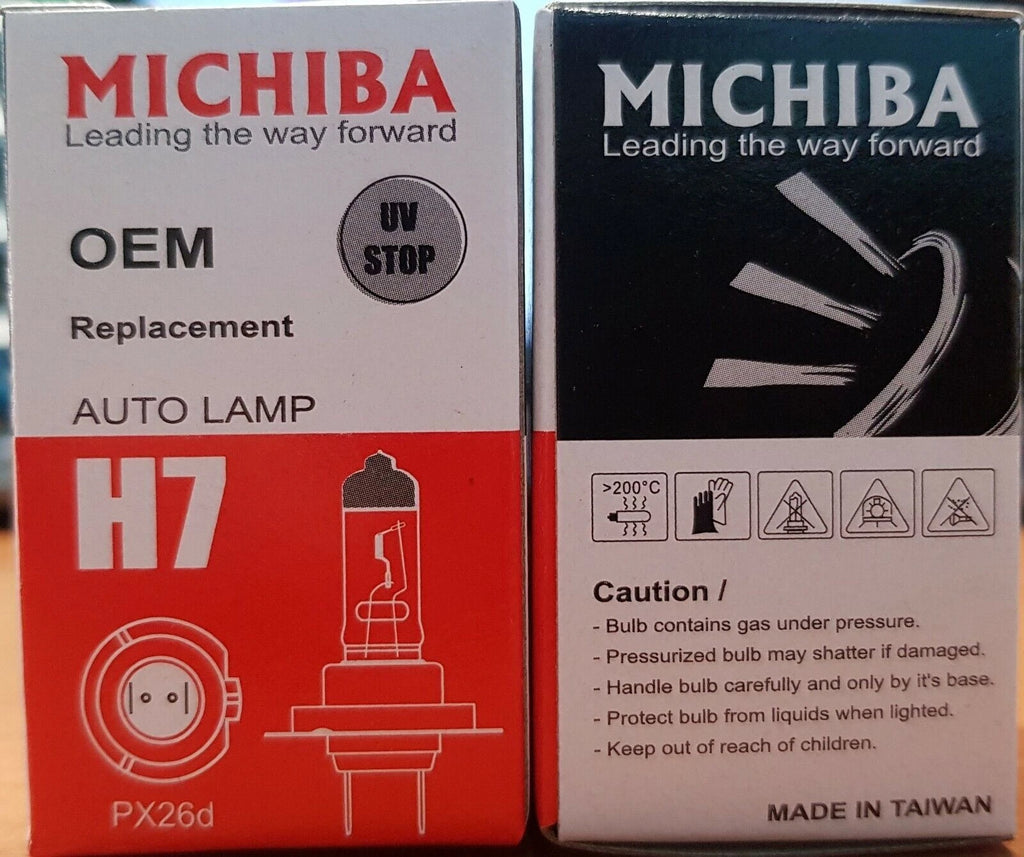 MICHIBA
Leading the way forward
UV
STOP
OEM
Replacement
AUTO LAMP
H7
PX26d
MICHIBA
Leading the way forward
>200°C
Caution /
- Bulb contains gas under pressure.
- Pressurized bulb may shatter if damaged.
- Handle bulb carefully and only by it's base.
- Protect bulb from liquids when lighted.
- Keep out of reach of children.
MADE IN TAIWAN